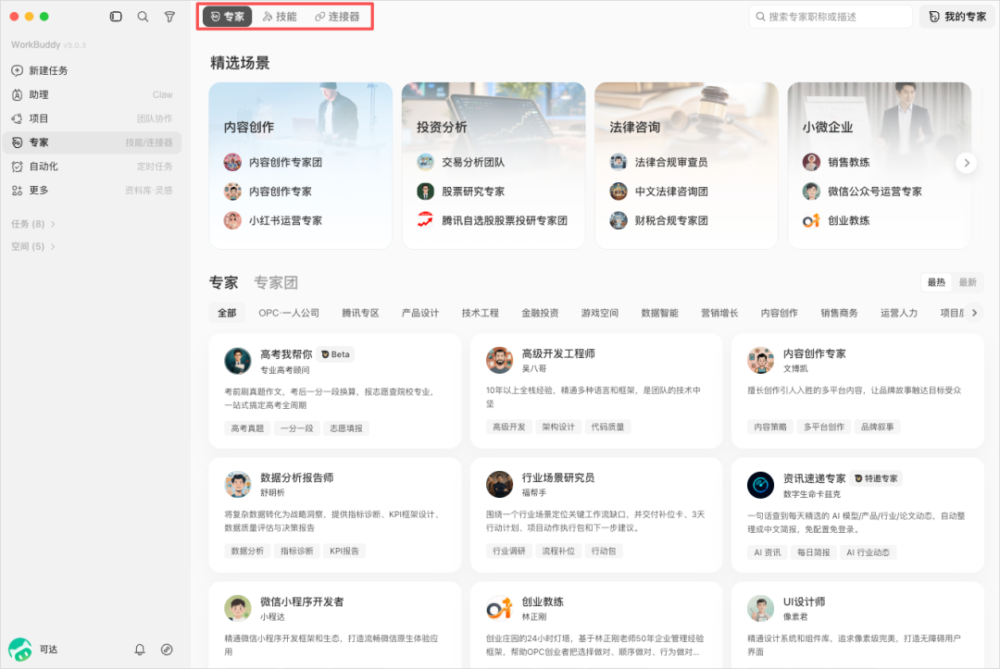 专家
技能
连接器
搜索专家职称或描述
我的专家
WorkBuddy v5.0.3
新建任务
助理 Claw
项目 团队协作
专家 技能/连接器
自动化 定时任务
更多 资料库·灵感
任务 (8)
空间 (5)
可达
精选场景
内容创作
内容创作专家团
内容创作专家
小红书运营专家
投资分析
交易分析团队
股票研究专家
腾讯自选股股票投研专家团
法律咨询
法律合规审查员
中文法律咨询团
财税合规专家团
小微企业
销售教练
微信公众号运营专家
创业教练
专家 专家团
最热 最新
全部 OPC·一人公司 腾讯专区 产品设计 技术工程 金融投资 游戏空间 数据智能 营销增长 内容创作 销售商务 运营人力
高考我帮你 Beta
专业高考顾问
考前刷真题作文，考后一分一段换算，报志愿查院校专业，
一站式搞定高考全周期
高考真题 一分一段 志愿填报
高级开发工程师
吴八哥
10年以上全栈经验，精通多种语言和框架，是团队的技术中
坚
高级开发 架构设计 代码质量
内容创作专家
文博凯
擅长创作引人入胜的多平台内容，让品牌故事触达目标受众
内容策略 多平台创作 品牌叙事
数据分析报告师
舒明析
将复杂数据转化为战略洞察，提供指标诊断、KPI框架设计、
数据质量评估与决策报告
数据分析 指标诊断 KPI报告
行业场景研究员
福帮手
围绕一个行业场景定位关键工作流缺口，并交付补位卡、3天
行动计划、项目动作执行包和下一步建议。
行业调研 流程补位 行动包
资讯速递专家 特邀专家
数字生命卡兹克
一句话查到每天精选的 AI 模型/产品/行业/论文动态，自动整
理成中文简报，免配置免登录。
AI 资讯 每日简报 AI 行业动态
微信小程序开发者
小程达
精通微信小程序开发框架和生态，打造流畅微信原生体验应
用
创业教练
林正刚
创业庄园的24小时灯塔，基于林正刚老师50年企业管理经验
框架，帮助OPC创业者把选择做对、顺序做对、行为做对...
UI设计师
像素君
精通设计系统和组件库，追求像素级完美，打造无障碍用户
界面